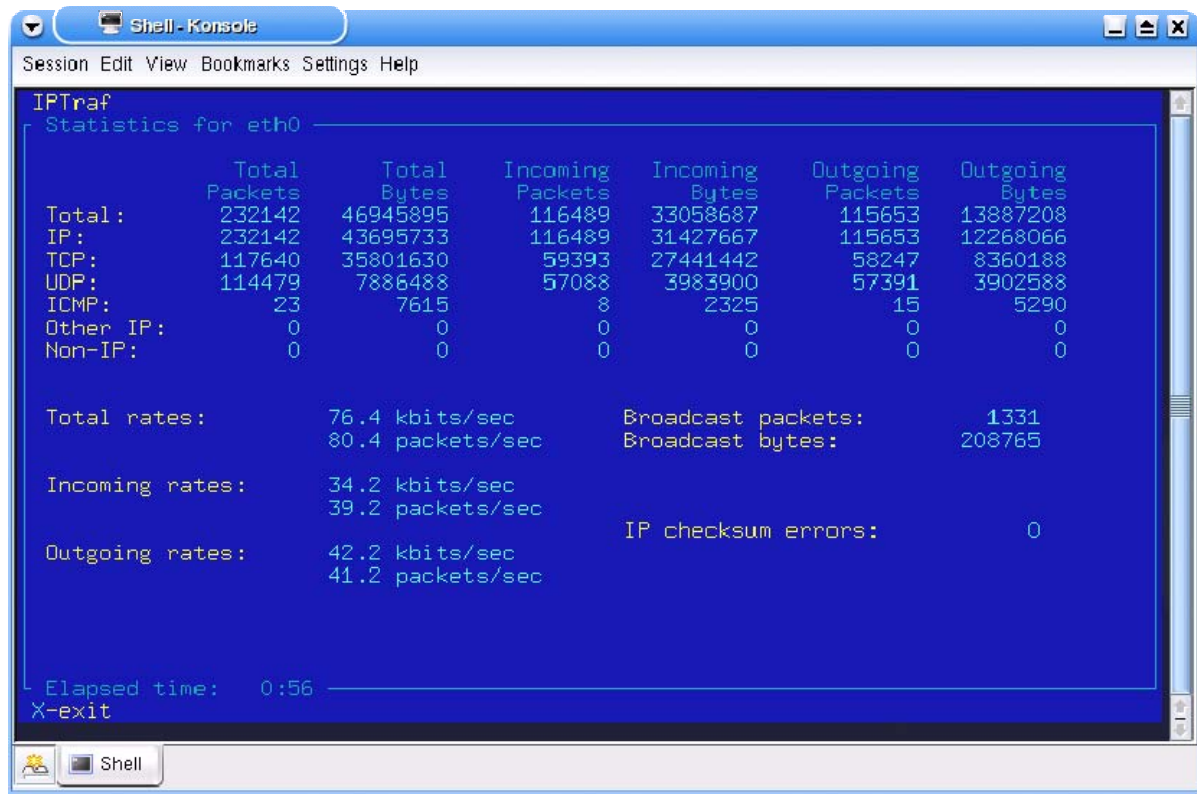 Shell - Konsole
Session Edit View Bookmarks Settings Help
IPTraf
Statistics for eth0
Total Total Incoming Incoming Outgoing Outgoing
Packets Bytes Packets Bytes Packets Bytes
Total: 232142 46945895 116489 33058687 115653 13887208
IP: 232142 43695733 116489 31427667 115653 12268066
TCP: 117640 35801630 59393 27441442 58247 8360188
UDP: 114479 7886488 57088 3983900 57391 3902588
ICMP: 23 7615 8 2325 15 5290
Other IP: 0 0 0 0 0 0
Non-IP: 0 0 0 0 0 0
Total rates: 76.4 kbits/sec Broadcast packets: 1331
80.4 packets/sec Broadcast bytes: 208765
Incoming rates: 34.2 kbits/sec
39.2 packets/sec
IP checksum errors: 0
Outgoing rates: 42.2 kbits/sec
41.2 packets/sec
Elapsed time: 0:56
X-exit
Shell